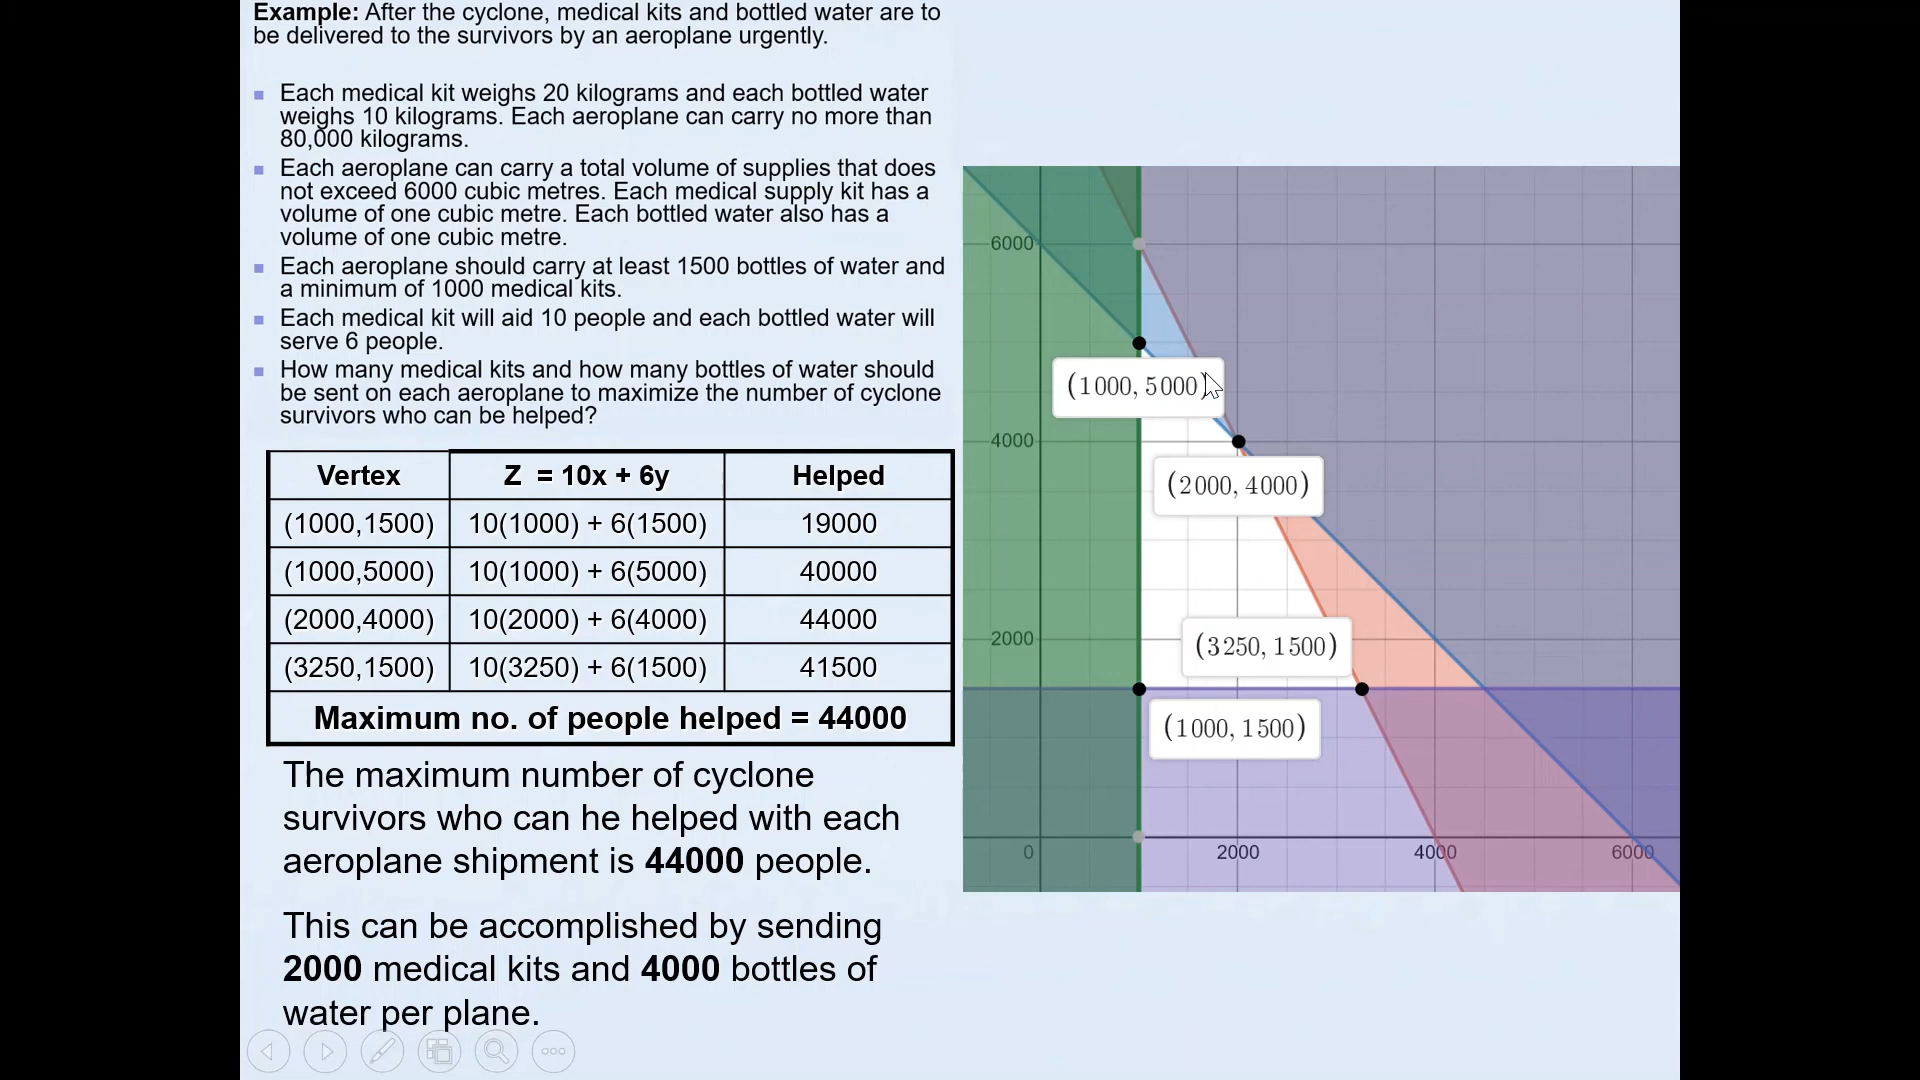 Example: After the cyclone, medical kits and bottled water are to
be delivered to the survivors by an aeroplane urgently.
Each medical kit weighs 20 kilograms and each bottled water
weighs 10 kilograms. Each aeroplane can carry no more than
80,000 kilograms.
Each aeroplane can carry a total volume of supplies that does
not exceed 6000 cubic metres. Each medical supply kit has a
volume of one cubic metre. Each bottled water also has a
volume of one cubic metre.
Each aeroplane should carry at least 1500 bottles of water and
a minimum of 1000 medical kits.
Each medical kit will aid 10 people and each bottled water will
serve 6 people.
How many medical kits and how many bottles of water should
be sent on each aeroplane to maximize the number of cyclone
survivors who can be helped?
Vertex Z = 10x + 6y Helped
(1000,1500) 10(1000) + 6(1500) 19000
(1000,5000) 10(1000) + 6(5000) 40000
(2000,4000) 10(2000) + 6(4000) 44000
(3250,1500) 10(3250) + 6(1500) 41500
Maximum no. of people helped = 44000
The maximum number of cyclone
survivors who can he helped with each
aeroplane shipment is 44000 people.
This can be accomplished by sending
2000 medical kits and 4000 bottles of
water per plane.
6000
(1000, 5000)
4000
(2000, 4000)
2000
(3250, 1500)
(1000, 1500)
0 2000 4000 6000